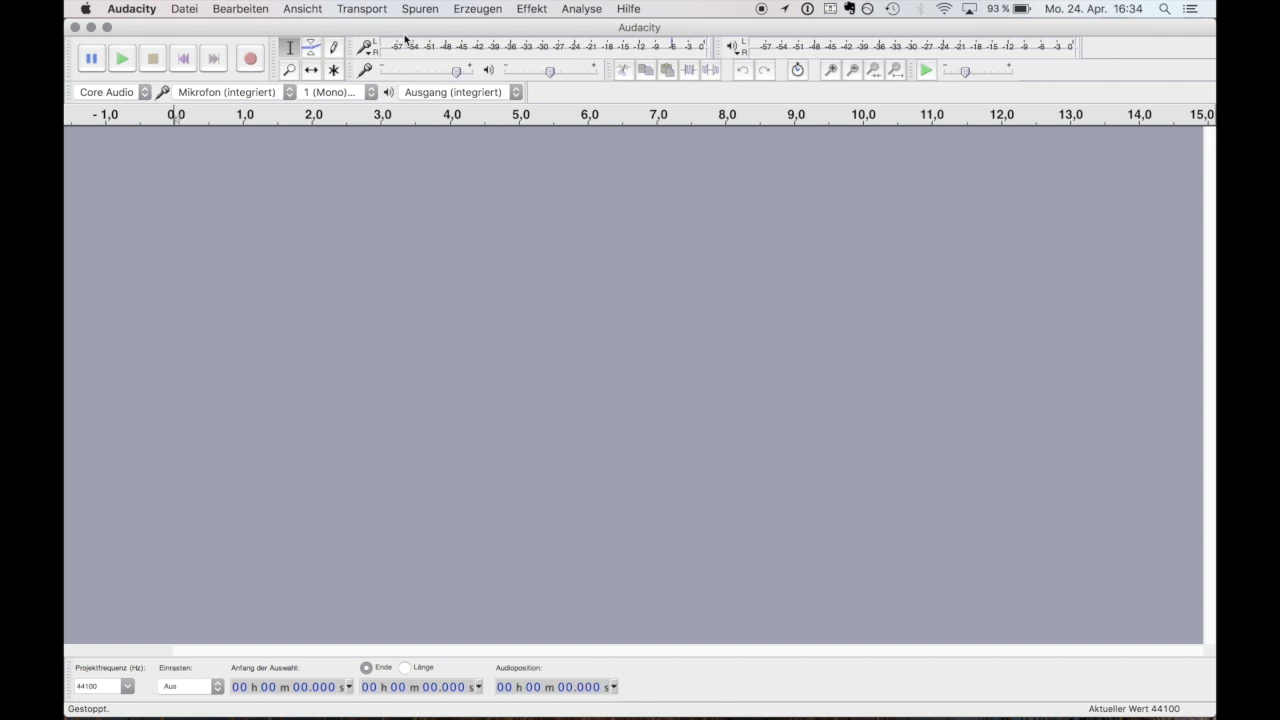 Audacity Datei Bearbeiten Ansicht Transport Spuren Erzeugen Effekt Analyse Hilfe 93 % Mo. 24. Apr. 16:34
Audacity
L -57 -54 -51 -48 -45 -42 -39 -36 -33 -30 -27 -24 -21 -18 -15 -12 -9 -6 -3 0 L -57 -54 -51 -48 -45 -42 -39 -36 -33 -30 -27 -24 -21 -18 -15 -12 -9 -6 -3 0
R R
Core Audio Mikrofon (integriert) 1 (Mono)... Ausgang (integriert)
- 1,0 0,0 1,0 2,0 3,0 4,0 5,0 6,0 7,0 8,0 9,0 10,0 11,0 12,0 13,0 14,0 15,0
Projektfrequenz (Hz): Einrasten: Anfang der Auswahl: Ende Länge Audioposition:
44100 Aus 00 h 00 m 00.000 s 00 h 00 m 00.000 s 00 h 00 m 00.000 s
Gestoppt. Aktueller Wert 44100